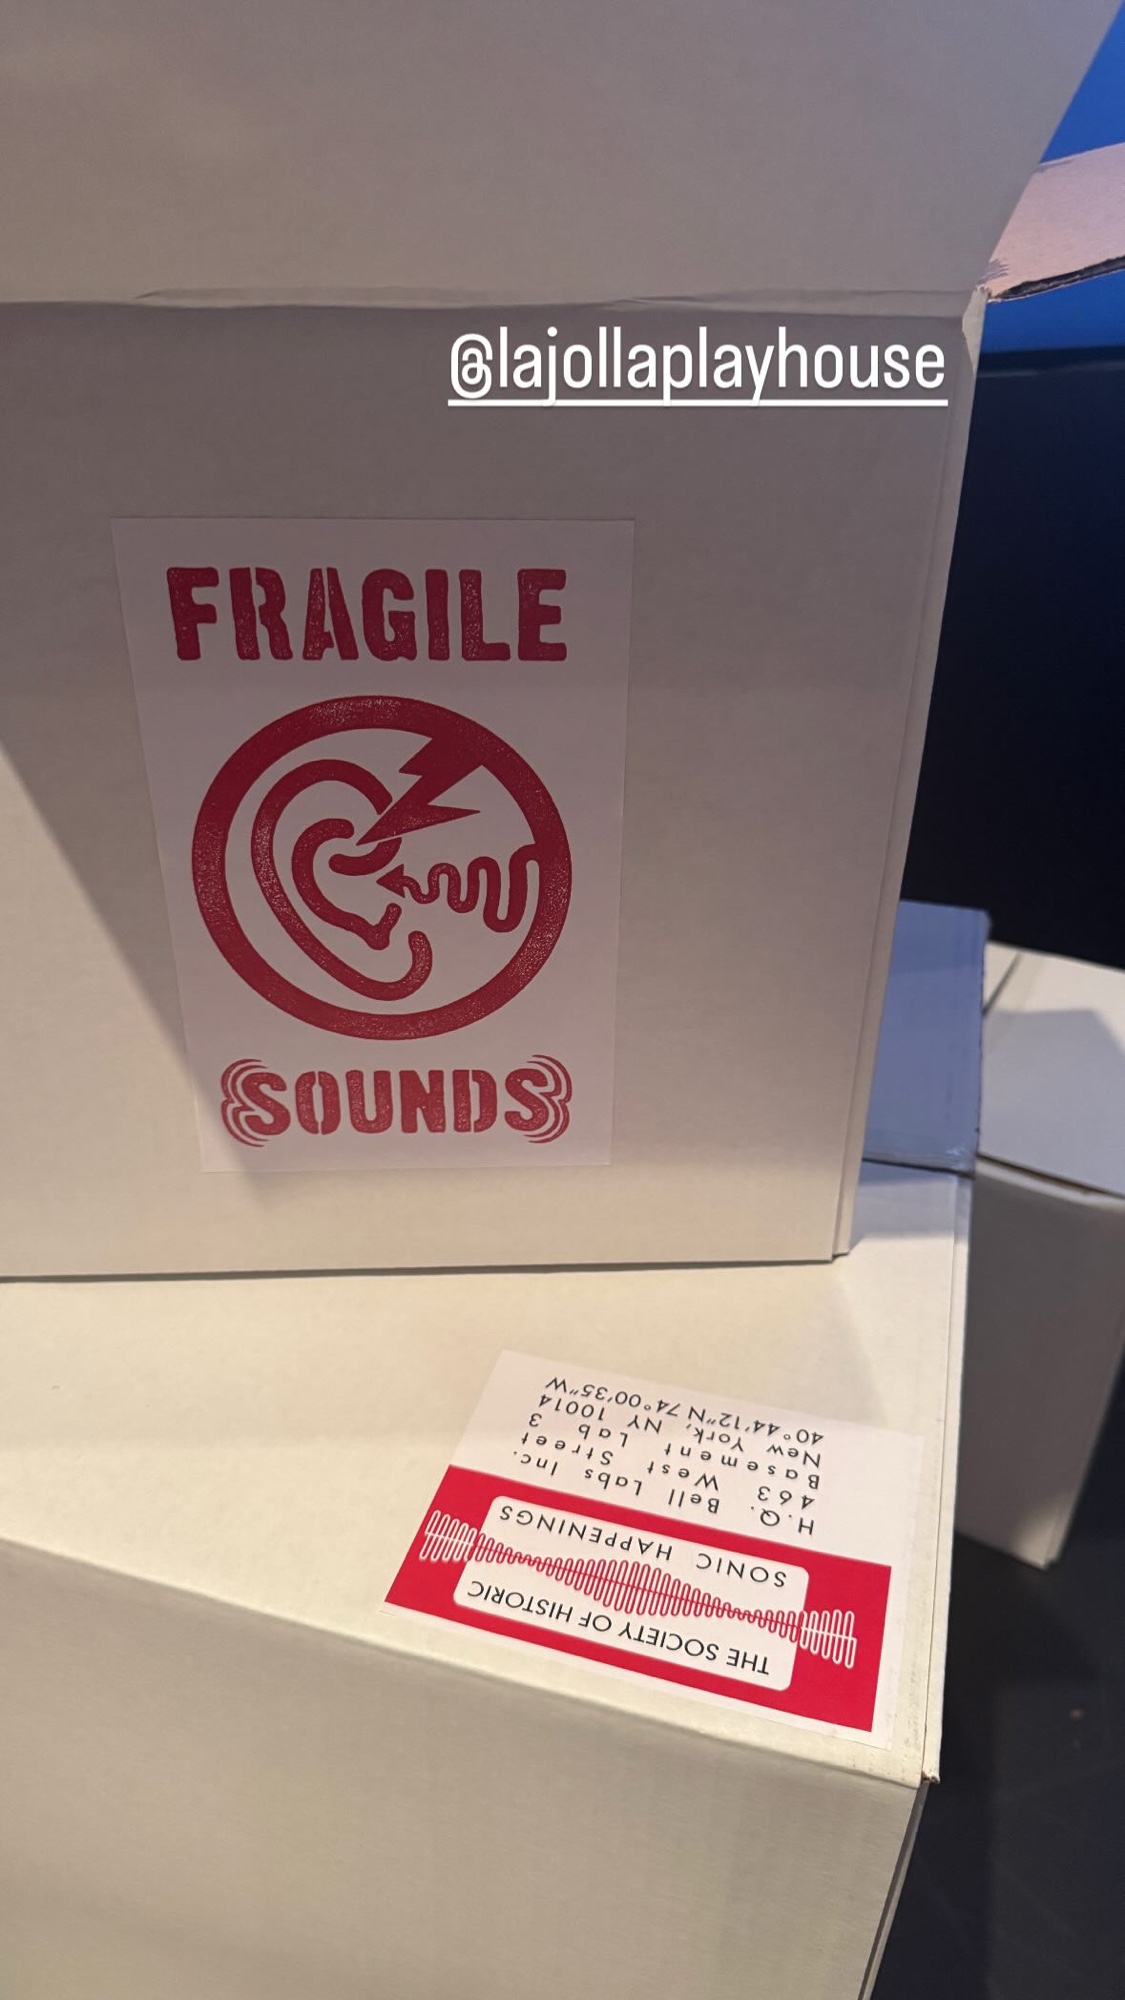 @lajollaplayhouse
FRAGILE
SOUNDS
THE SOCIETY OF HISTORIC
SONIC HAPPENINGS
H.Q. Bell Labs Inc.
463 West Street
Basement Lab 3
New York, NY 10014
40°44'12"N 74°00'35"W